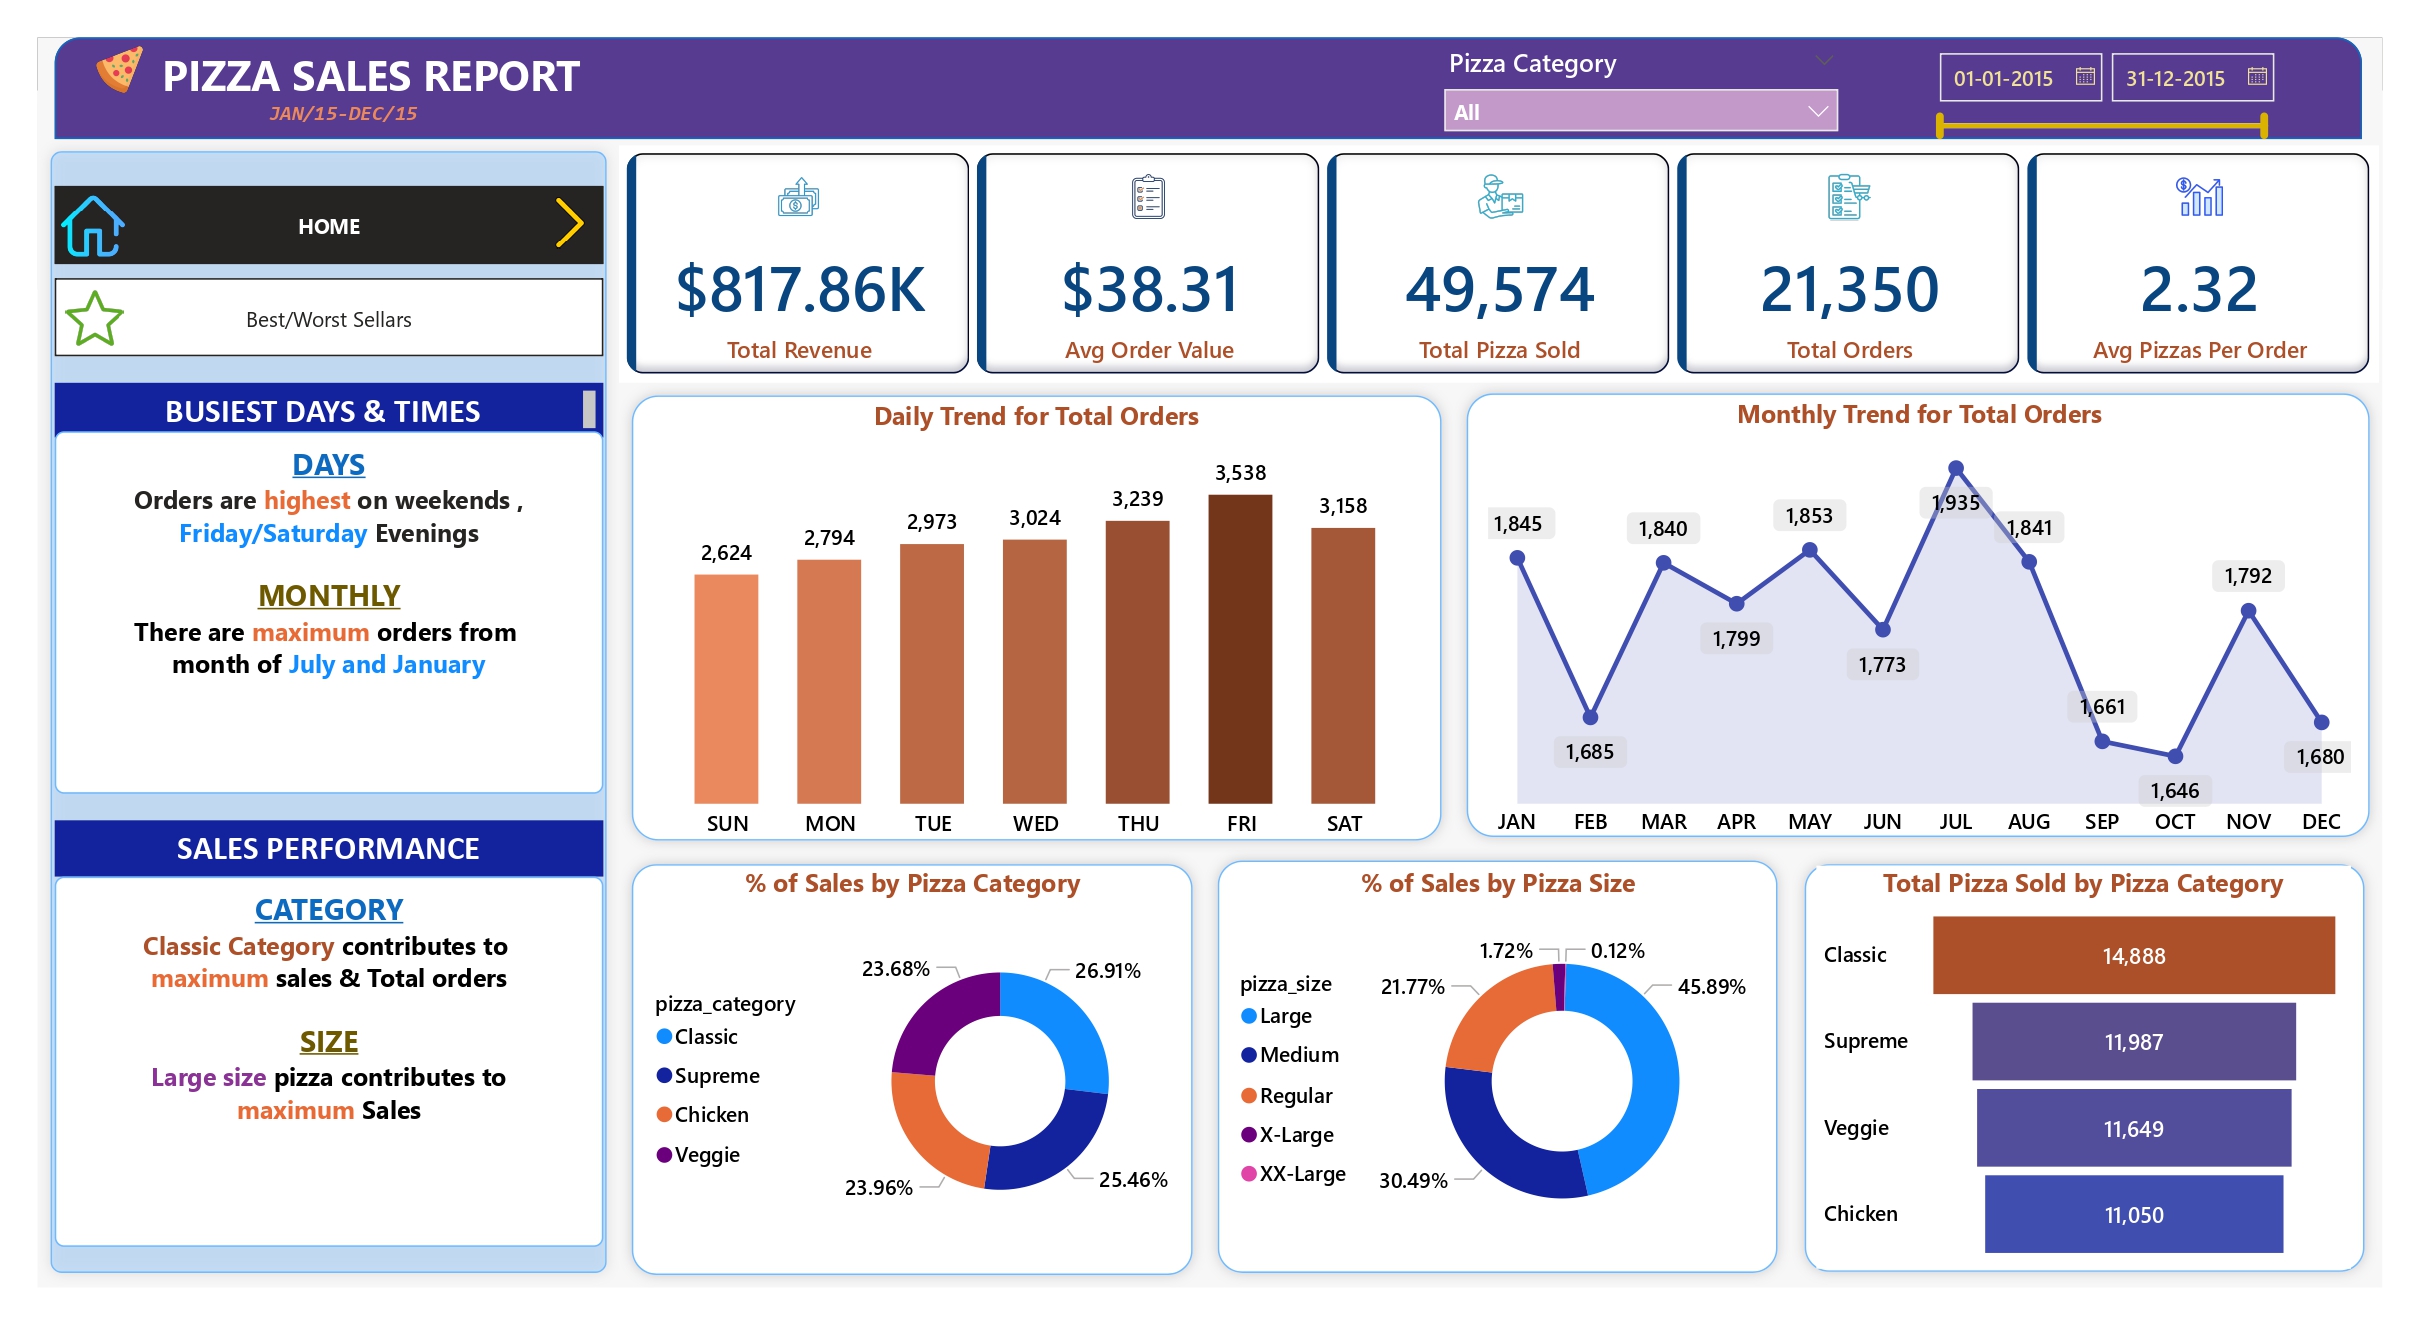 PIZZA SALES REPORT
JAN/15-DEC/15
Pizza Category
All
01-01-2015
31-12-2015
HOME
Best/Worst Sellars
BUSIEST DAYS & TIMES
DAYS
Orders are highest on weekends ,
Friday/Saturday Evenings
MONTHLY
There are maximum orders from
month of July and January
SALES PERFORMANCE
CATEGORY
Classic Category contributes to
maximum sales & Total orders
SIZE
Large size pizza contributes to
maximum Sales
$817.86K
Total Revenue
$38.31
Avg Order Value
49,574
Total Pizza Sold
21,350
Total Orders
2.32
Avg Pizzas Per Order
Daily Trend for Total Orders
2,624
2,794
2,973
3,024
3,239
3,538
3,158
SUN MON TUE WED THU FRI SAT
Monthly Trend for Total Orders
1,845
1,685
1,840
1,799
1,853
1,773
1,935
1,841
1,661
1,646
1,792
1,680
JAN FEB MAR APR MAY JUN JUL AUG SEP OCT NOV DEC
% of Sales by Pizza Category
pizza_category
Classic
Supreme
Chicken
Veggie
23.68%
26.91%
23.96%
25.46%
% of Sales by Pizza Size
pizza_size
Large
Medium
Regular
X-Large
XX-Large
1.72%
0.12%
21.77%
45.89%
30.49%
Total Pizza Sold by Pizza Category
Classic 14,888
Supreme 11,987
Veggie 11,649
Chicken 11,050